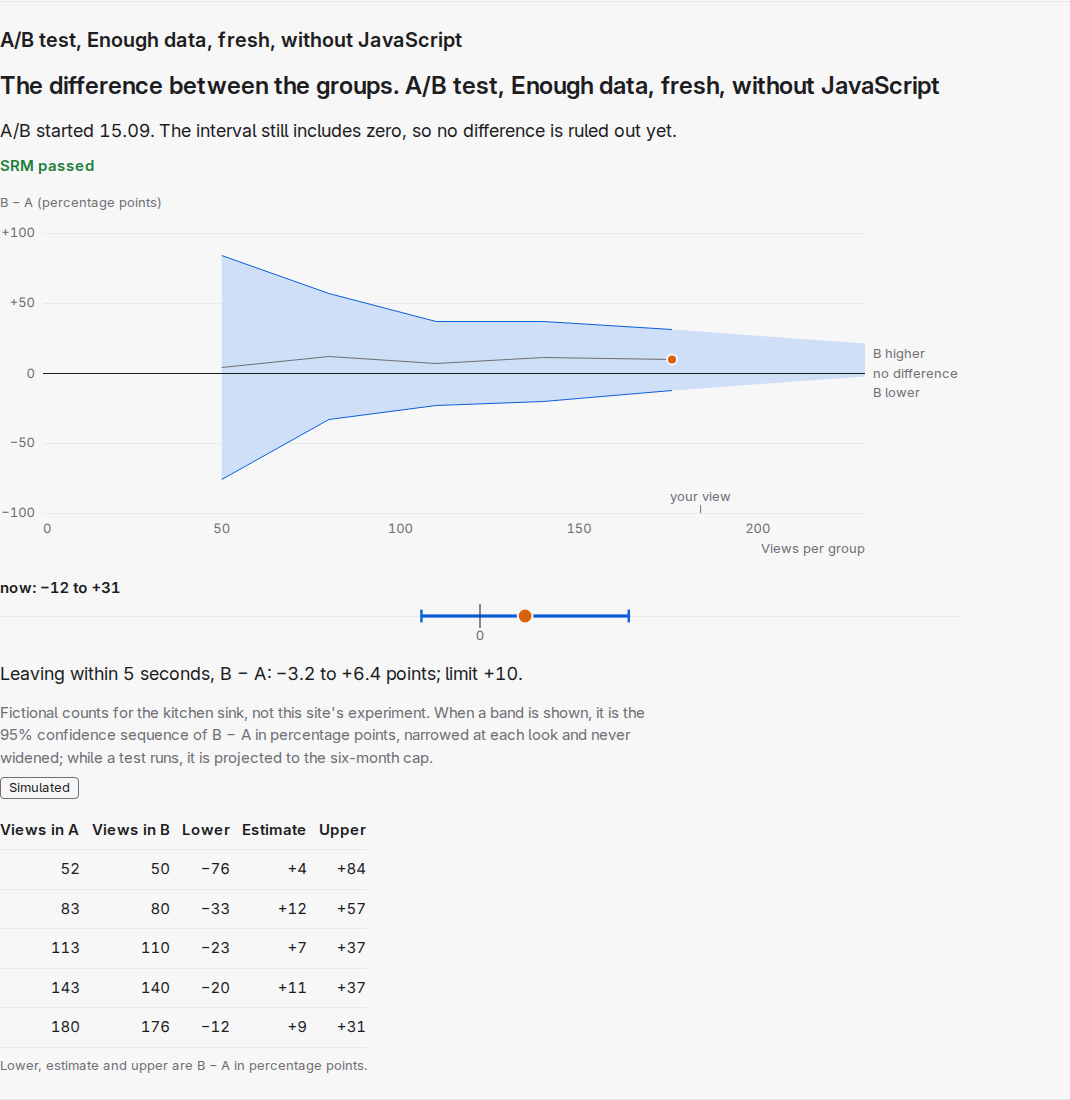 A/B test, Enough data, fresh, without JavaScript
The difference between the groups. A/B test, Enough data, fresh, without JavaScript
A/B started 15.09. The interval still includes zero, so no difference is ruled out yet.
SRM passed
B − A (percentage points)
+100
+50
0
−50
−100
B higher
no difference
B lower
your view
0 50 100 150 200
Views per group
now: −12 to +31
0
Leaving within 5 seconds, B − A: −3.2 to +6.4 points; limit +10.
Fictional counts for the kitchen sink, not this site's experiment. When a band is shown, it is the
95% confidence sequence of B − A in percentage points, narrowed at each look and never
widened; while a test runs, it is projected to the six-month cap.
Simulated
Views in A Views in B Lower Estimate Upper
52 50 −76 +4 +84
83 80 −33 +12 +57
113 110 −23 +7 +37
143 140 −20 +11 +37
180 176 −12 +9 +31
Lower, estimate and upper are B − A in percentage points.